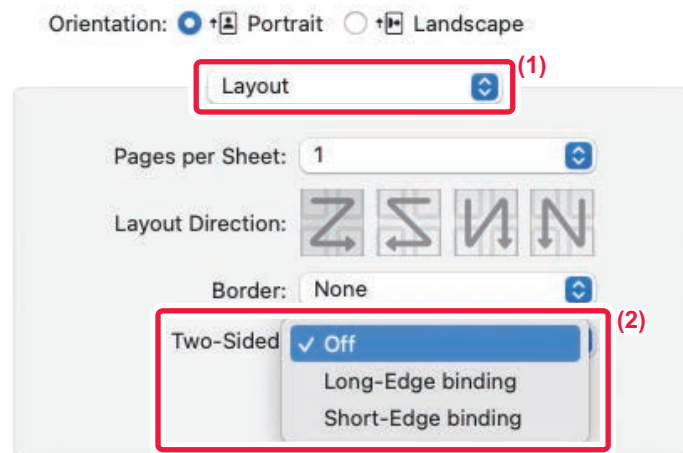 Orientation: Portrait Landscape
(1)
Layout
Pages per Sheet: 1
Layout Direction:
Border: None
(2)
Two-Sided ✓ Off
Long-Edge binding
Short-Edge binding